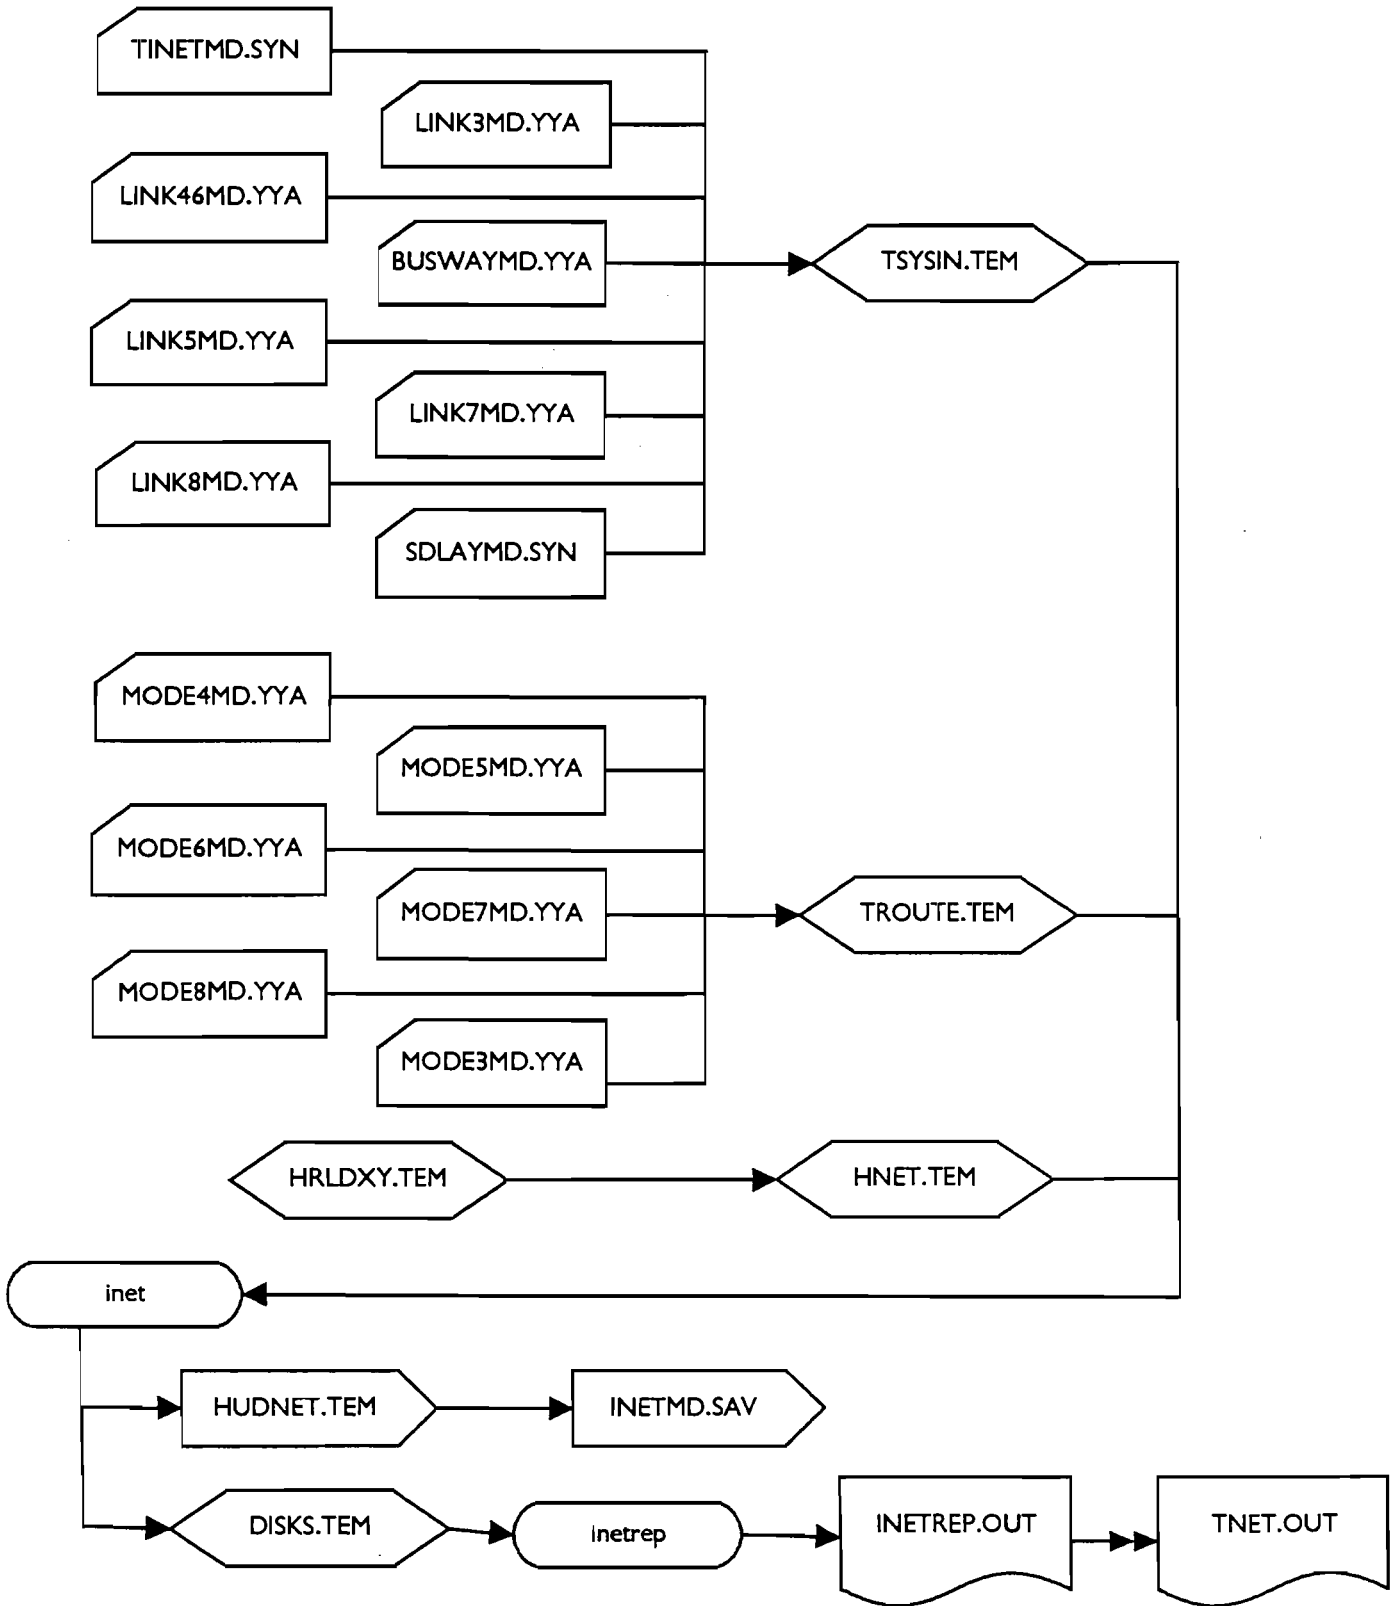 TINETMD.SYN
LINK3MD.YYA
LINK46MD.YYA
BUSWAYMD.YYA
TSYSIN.TEM
LINK5MD.YYA
LINK7MD.YYA
LINK8MD.YYA
SDLAYMD.SYN
MODE4MD.YYA
MODE5MD.YYA
MODE6MD.YYA
MODE7MD.YYA
TROUTE.TEM
MODE8MD.YYA
MODE3MD.YYA
HRLDXY.TEM
HNET.TEM
inet
HUDNET.TEM
INETMD.SAV
DISKS.TEM
inetrep
INETREP.OUT
TNET.OUT